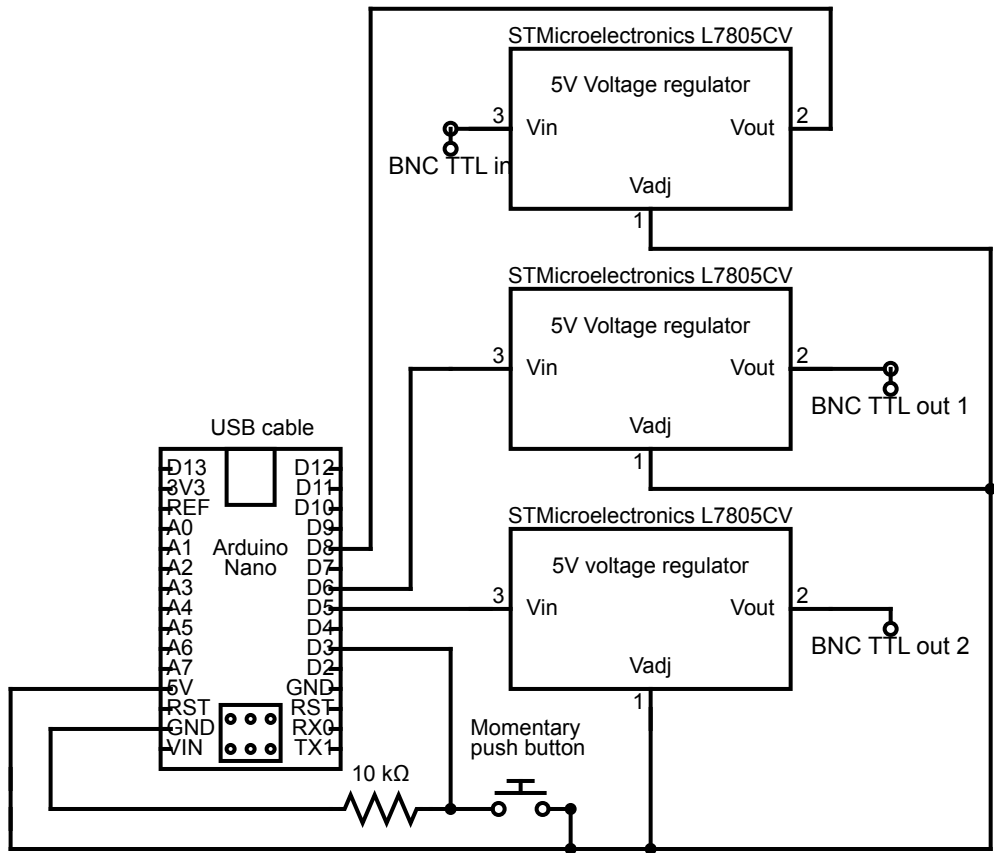 STMicroelectronics L7805CV
5V Voltage regulator
3
Vin
Vout
2
BNC TTL in
Vadj
1
STMicroelectronics L7805CV
5V Voltage regulator
3
Vin
Vout
2
BNC TTL out 1
Vadj
1
USB cable
D13
D12
3V3
D11
REF
D10
A0
D9
A1
Arduino
Nano
D8
A2
D7
A3
D6
A4
D5
A5
D4
A6
D3
A7
D2
5V
GND
RST
RST
GND
RX0
VIN
TX1
STMicroelectronics L7805CV
5V voltage regulator
3
Vin
Vout
2
BNC TTL out 2
Vadj
1
Momentary
push button
10 kΩ